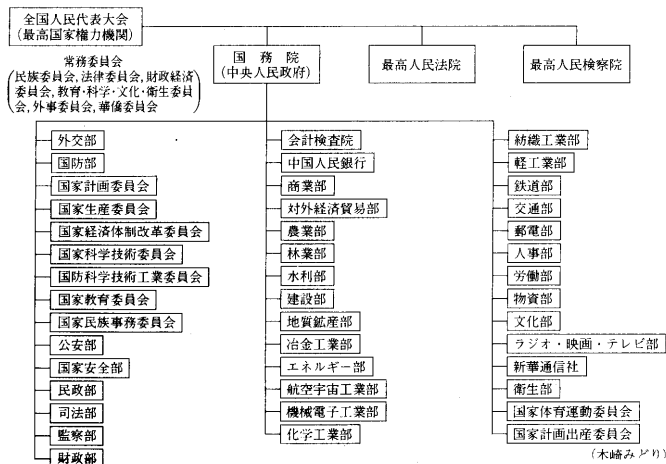 全国人民代表大会
(最高国家権力機関)
常務委員会
(民族委員会,法律委員会,財政経済
委員会,教育・科学・文化・衛生委員
会,外事委員会,華僑委員会)
国務院
(中央人民政府)
最高人民法院
最高人民検察院
外交部
国防部
国家計画委員会
国家生産委員会
国家経済体制改革委員会
国家科学技術委員会
国防科学技術工業委員会
国家教育委員会
国家民族事務委員会
公安部
国家安全部
民政部
司法部
監察部
財政部
会計検査院
中国人民銀行
商業部
対外経済貿易部
農業部
林業部
水利部
建設部
地質鉱産部
冶金工業部
エネルギー部
航空宇宙工業部
機械電子工業部
化学工業部
紡織工業部
軽工業部
鉄道部
交通部
郵電部
人事部
労働部
物資部
文化部
ラジオ・映画・テレビ部
新華通信社
衛生部
国家体育運動委員会
国家計画出産委員会
(木崎みどり)